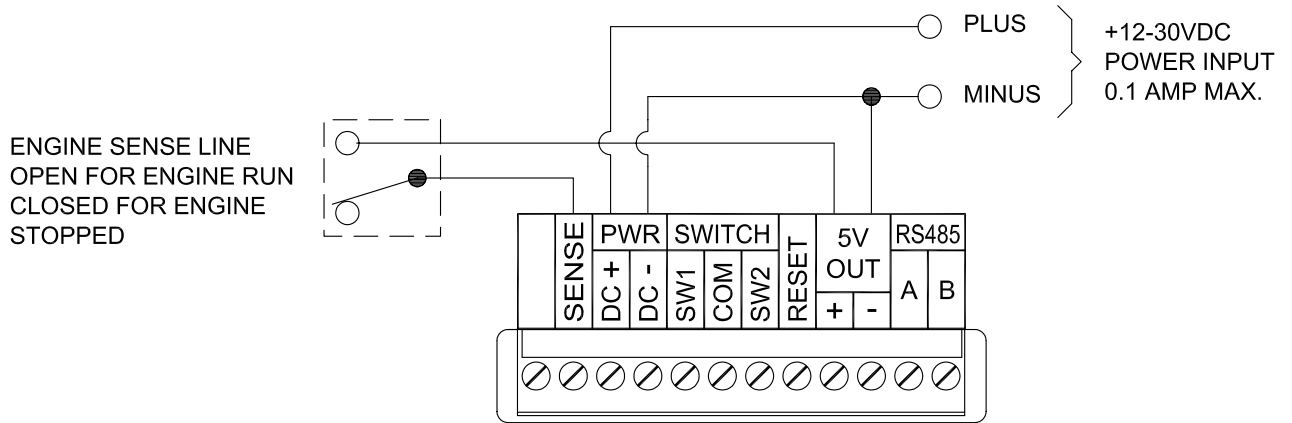 PLUS
+12-30VDC
POWER INPUT
MINUS
0.1 AMP MAX.
ENGINE SENSE LINE
OPEN FOR ENGINE RUN
CLOSED FOR ENGINE
STOPPED
SENSE
PWR
DC +
DC -
SWITCH
SW1
COM
SW2
RESET
5V
OUT
+
-
RS485
A
B